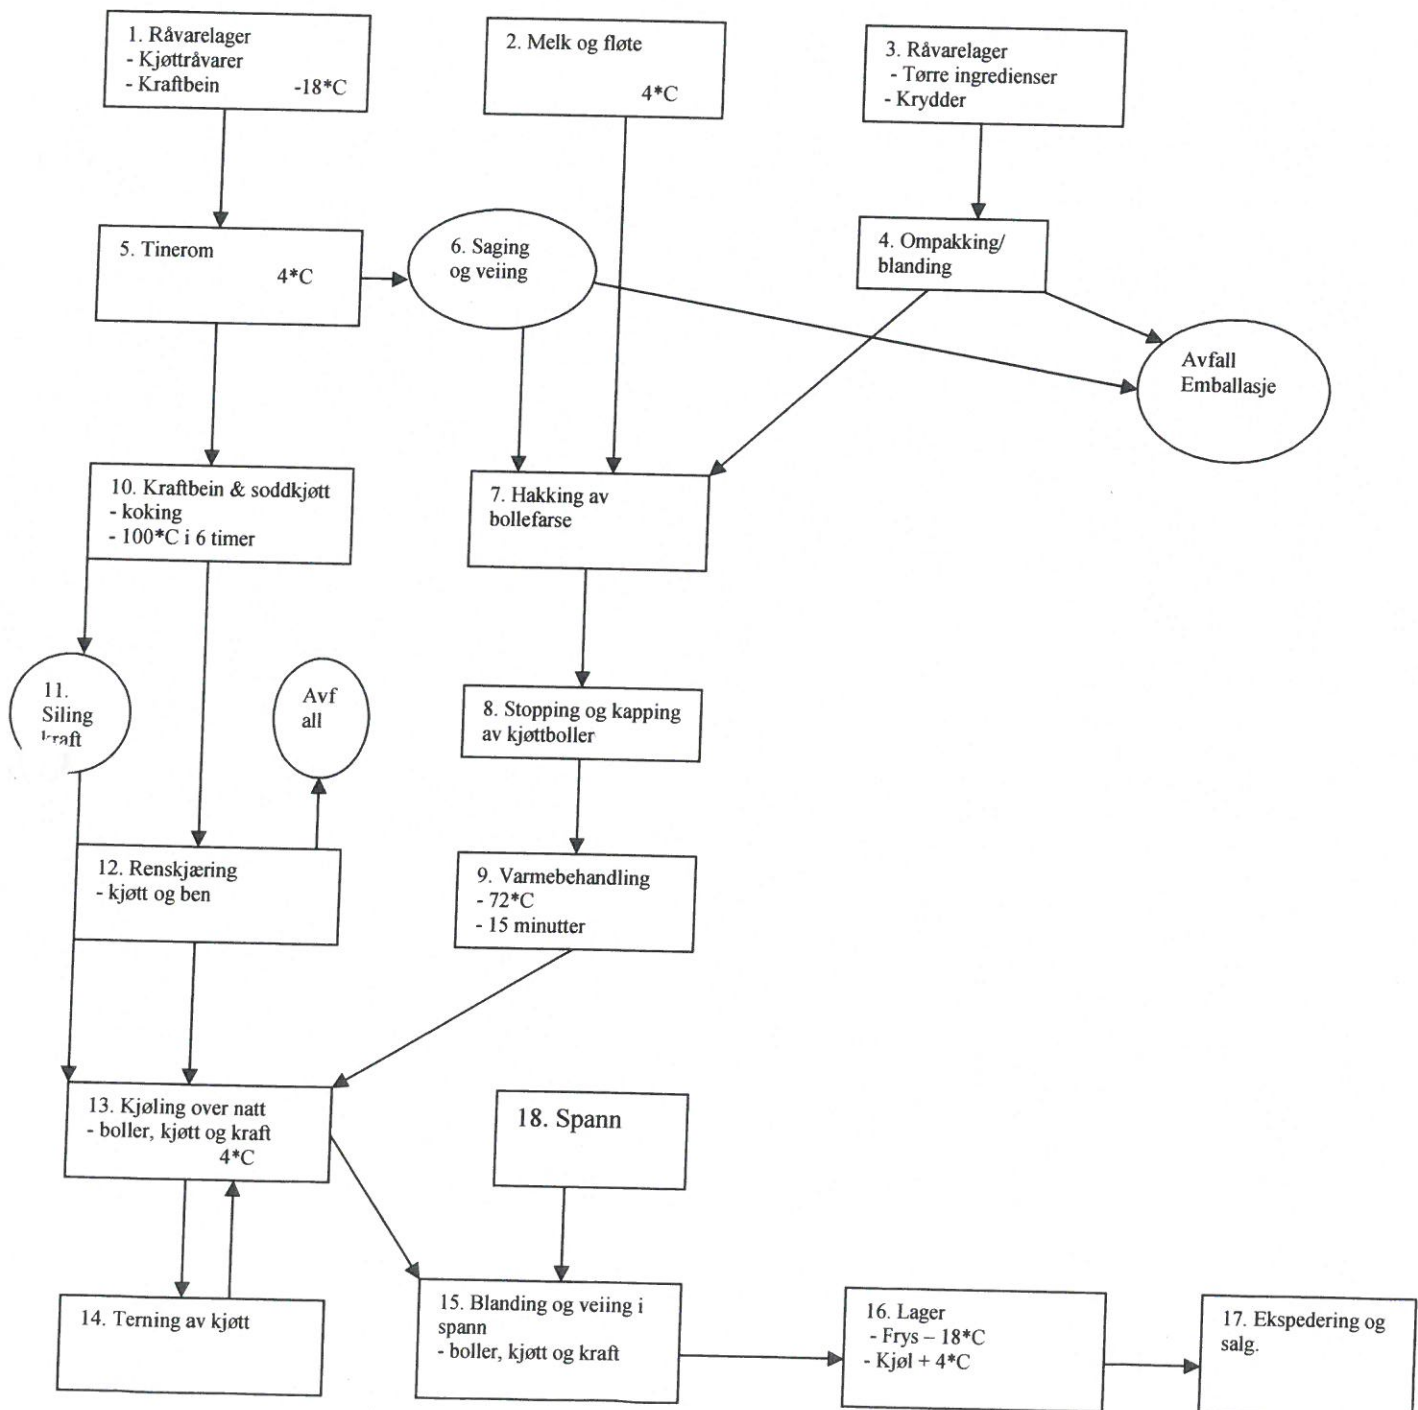 1. Råvarelager
- Kjøttråvarer
- Kraftbein -18*C
2. Melk og fløte
4*C
3. Råvarelager
- Tørre ingredienser
- Krydder
4. Ompakking/
blanding
5. Tinerom
4*C
6. Saging
og veiing
Avfall
Emballasje
10. Kraftbein & soddkjøtt
- koking
- 100*C i 6 timer
7. Hakking av
bollefarse
11.
Siling
kraft
Avf
all
8. Stopping og kapping
av kjøttboller
12. Renskjæring
- kjøtt og ben
9. Varmebehandling
- 72*C
- 15 minutter
13. Kjøling over natt
- boller, kjøtt og kraft
4*C
18. Spann
14. Terning av kjøtt
15. Blanding og veiing i
spann
- boller, kjøtt og kraft
16. Lager
- Frys – 18*C
- Kjøl + 4*C
17. Ekspedering og
salg.